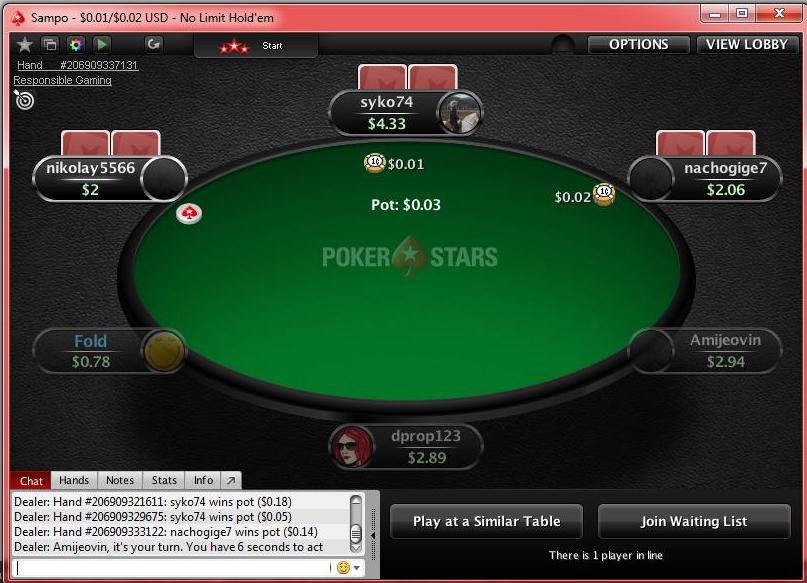 Sampo - $0.01/$0.02 USD - No Limit Hold'em
Start
OPTIONS
VIEW LOBBY
Hand #206909337131
Responsible Gaming
syko74
$4.33
nikolay5566
$2
nachogige7
$2.06
$0.01
$0.02
Pot: $0.03
POKER STARS
Fold
$0.78
Amijeovin
$2.94
dprop123
$2.89
Chat Hands Notes Stats Info
Dealer: Hand #206909321611: syko74 wins pot ($0.18)
Dealer: Hand #206909329675: syko74 wins pot ($0.05)
Dealer: Hand #206909333122: nachogige7 wins pot ($0.14)
Dealer: Amijeovin, it's your turn. You have 6 seconds to act
Play at a Similar Table
Join Waiting List
There is 1 player in line